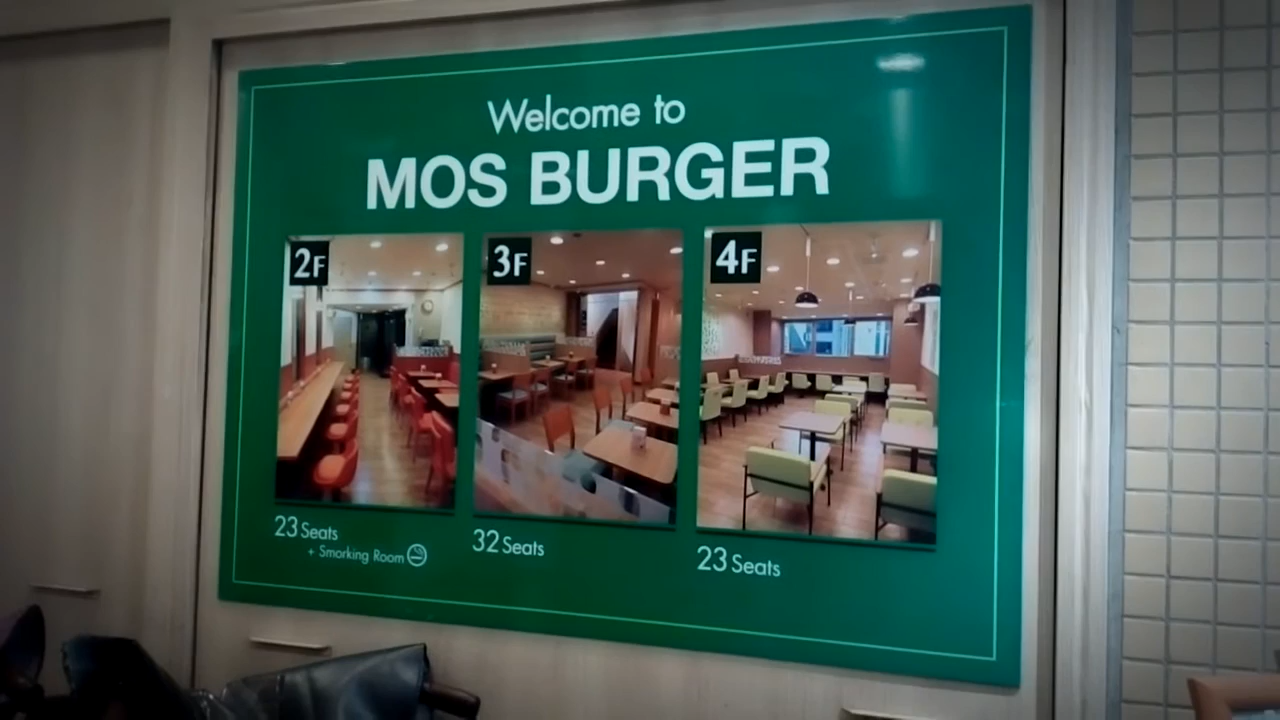 Welcome to
MOS BURGER
2F
3F
4F
23 Seats
+ Smorking Room
32 Seats
23 Seats